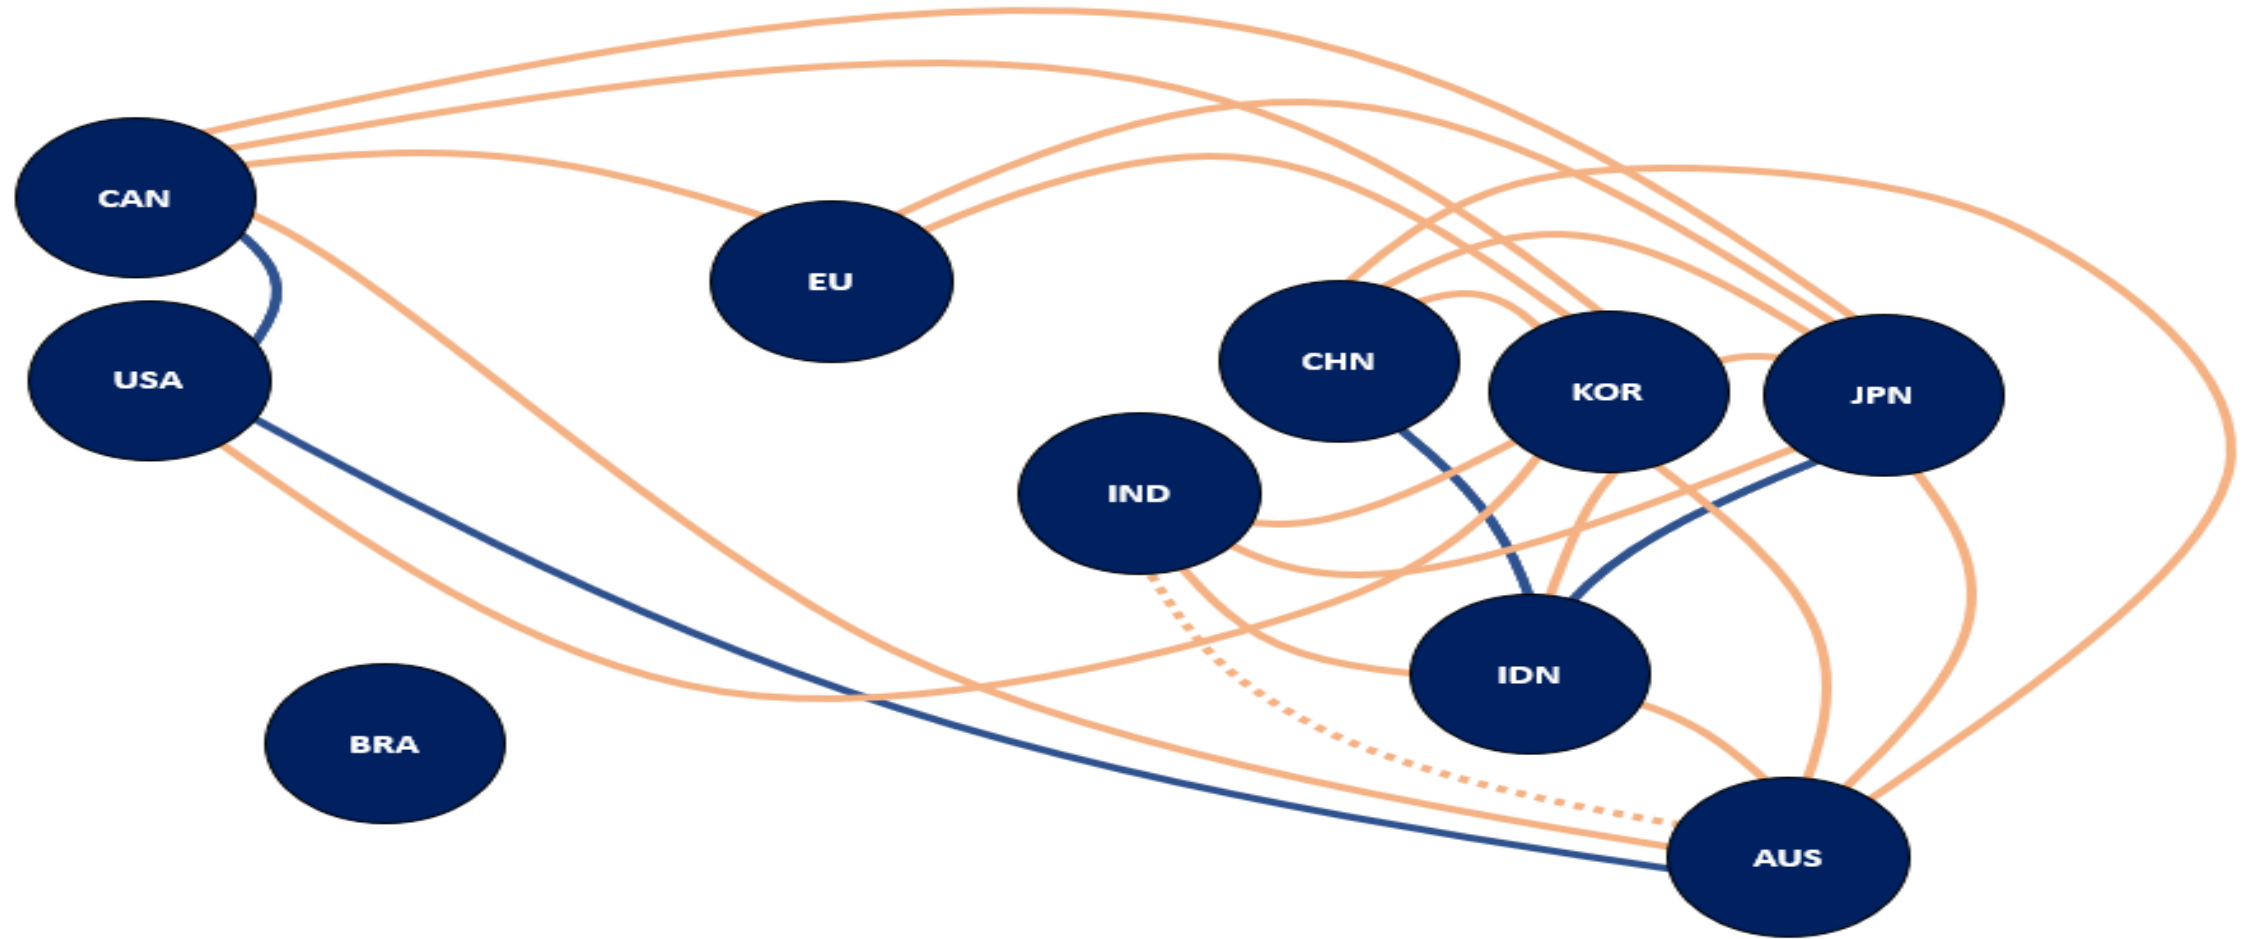 CAN
EU
CHN
USA
KOR
JPN
IND
IDN
BRA
AUS